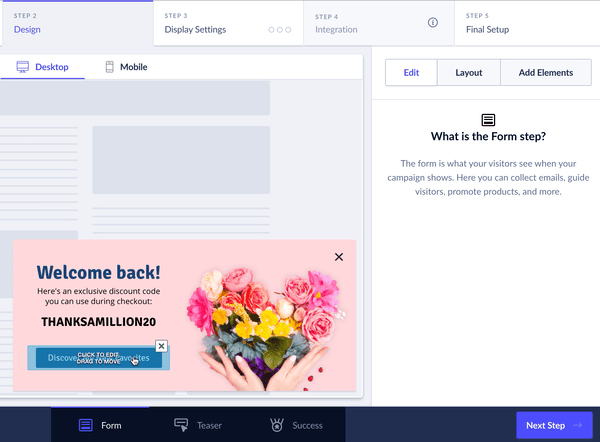 STEP 2
Design
STEP 3
Display Settings
STEP 4
Integration
STEP 5
Final Setup
Desktop
Mobile
Edit
Layout
Add Elements
What is the Form step?
The form is what your visitors see when your
campaign shows. Here you can collect emails, guide
visitors, promote products, and more.
Welcome back!
Here's an exclusive discount code
you can use during checkout:
THANKSAMILLION20
CLICK TO EDIT
DRAG TO MOVE
Form
Teaser
Success
Next Step